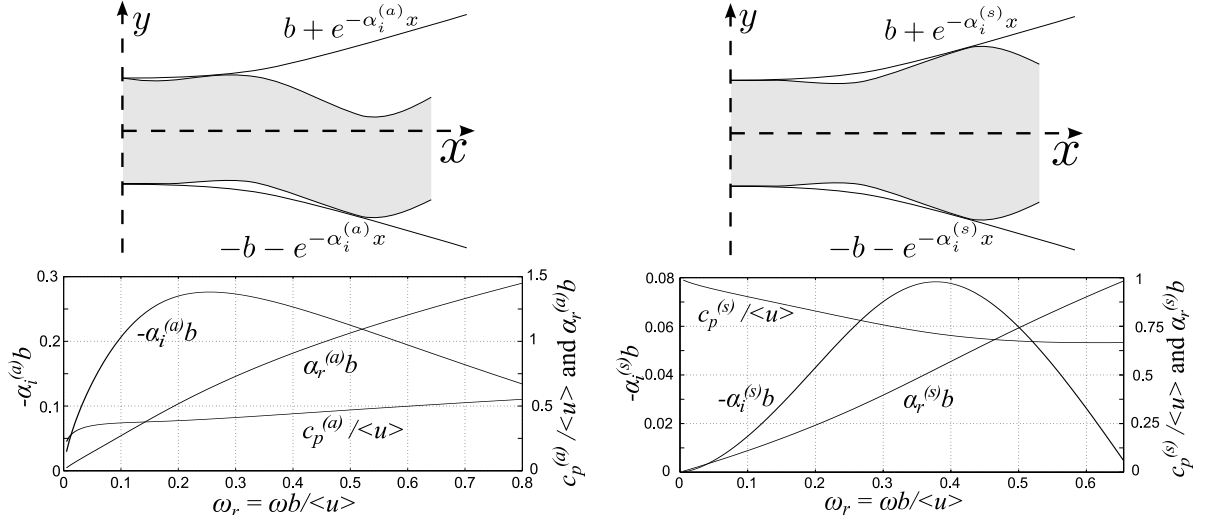 y
b + e^{-α_i^{(a)}x}
x
-b - e^{-α_i^{(a)}x}
0.3
0.2
0.1
0
-α_i^{(a)}b
-α_i^{(a)}b
α_r^{(a)}b
c_p^{(a)}/<u>
1.5
1
0.5
0
c_p^{(a)}/<u> and α_r^{(a)}b
0 0.1 0.2 0.3 0.4 0.5 0.6 0.7 0.8
ω_r = ωb/<u>
y
b + e^{-α_i^{(s)}x}
x
-b - e^{-α_i^{(s)}x}
0.08
0.06
0.04
0.02
0
-α_i^{(s)}b
c_p^{(s)}/<u>
-α_i^{(s)}b
α_r^{(s)}b
1
0.75
0.5
0.25
0
c_p^{(s)}/<u> and α_r^{(s)}b
0 0.1 0.2 0.3 0.4 0.5 0.6
ω_r = ωb/<u>